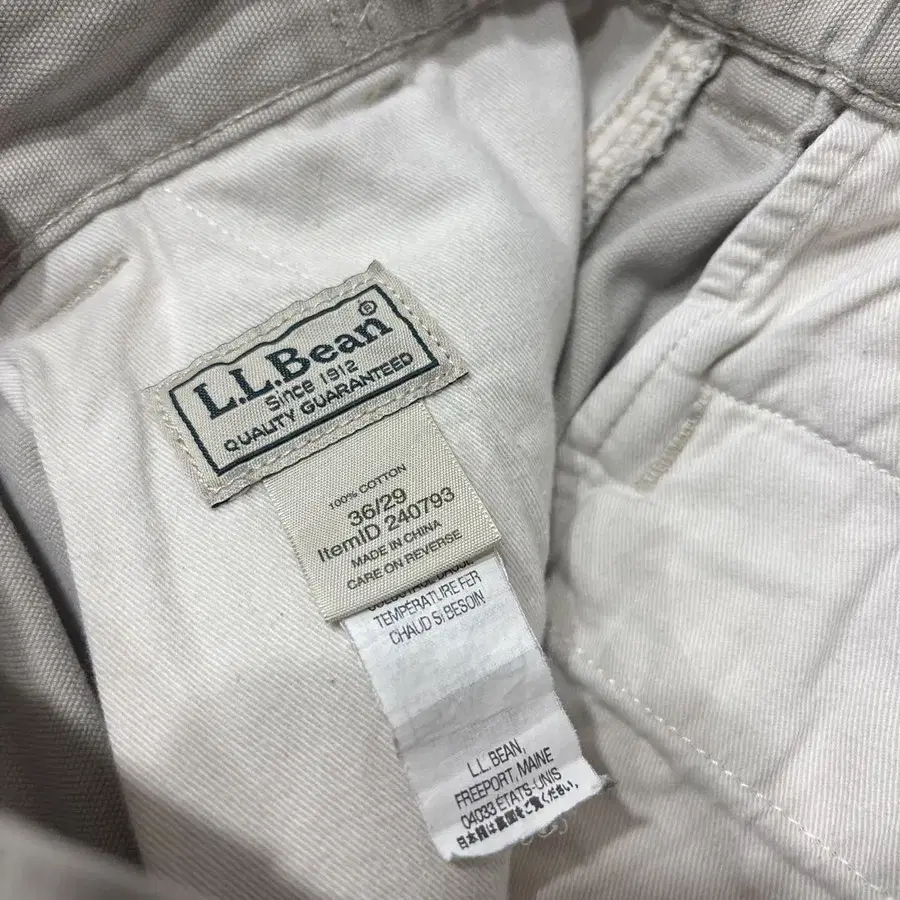 L.L.Bean®
SINCE 1912
QUALITY GUARANTEED
100% COTTON
36/29
ItemID 240793
MADE IN CHINA
CARE ON REVERSE
TEMPÉRATURE FER
CHAUD SI BESOIN
L.L. BEAN,
FREEPORT, MAINE
04033 ÉTATS-UNIS
日本語は裏面をご覧ください。